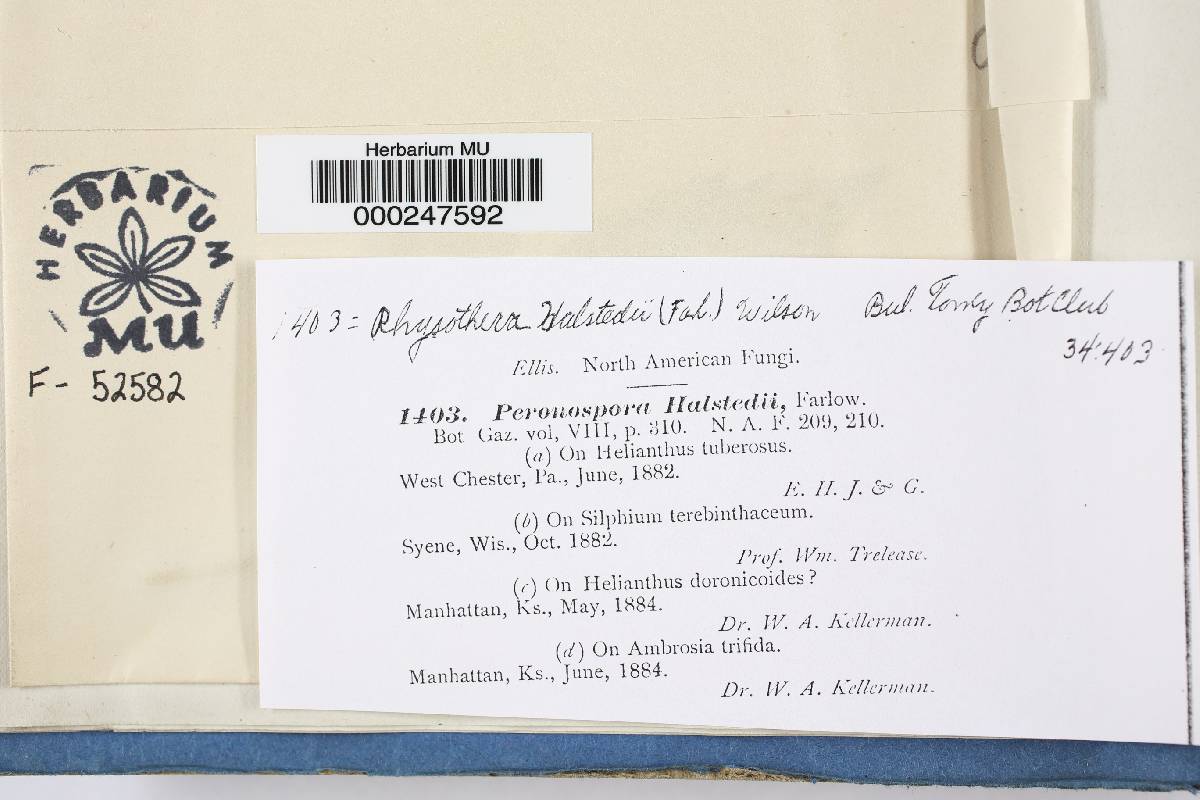 Herbarium MU
000247592
HERBARIUM
MU
F- 52582
1403 = Rhysothera Halstedii (Fal.) Wilson Bul. Torrey Bot Club
34:403
Ellis. North American Fungi.
1403. Peronospora Halstedii, Farlow.
Bot Gaz. vol, VIII, p. 310. N. A. F. 209, 210.
(a) On Helianthus tuberosus.
West Chester, Pa., June, 1882.
E. H. J. & G.
(b) On Silphium terebinthaceum.
Syene, Wis., Oct. 1882.
Prof. Wm. Trelease.
(c) On Helianthus doronicoides?
Manhattan, Ks., May, 1884.
Dr. W. A. Kellerman.
(d) On Ambrosia trifida.
Manhattan, Ks., June, 1884.
Dr. W. A. Kellerman.